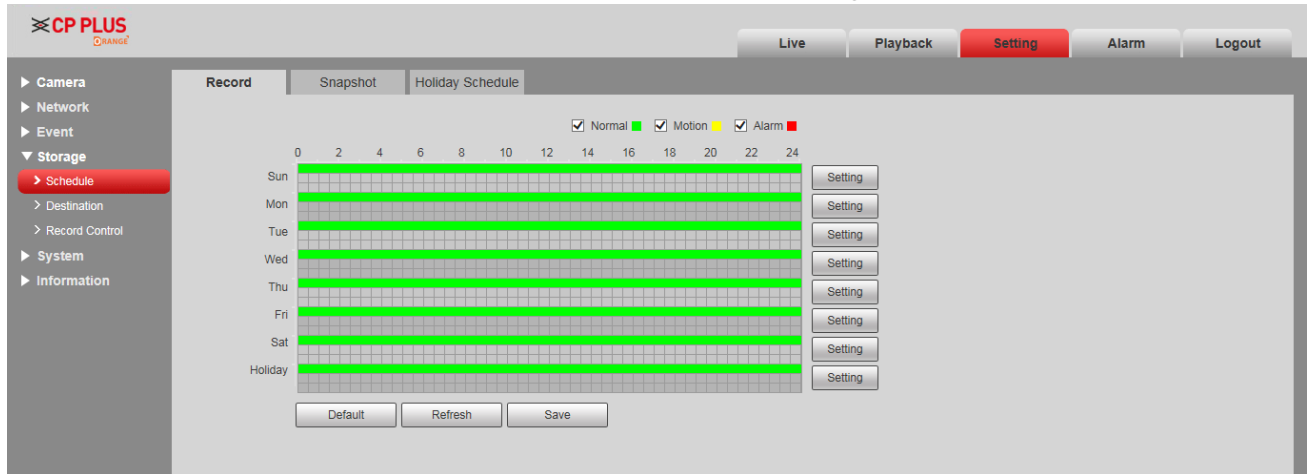 CP PLUS
ORANGE
Live Playback Setting Alarm Logout
Camera
Network
Event
Storage
Schedule
Destination
Record Control
System
Information
Record Snapshot Holiday Schedule
Normal Motion Alarm
0 2 4 6 8 10 12 14 16 18 20 22 24
Sun Setting
Mon Setting
Tue Setting
Wed Setting
Thu Setting
Fri Setting
Sat Setting
Holiday Setting
Default Refresh Save